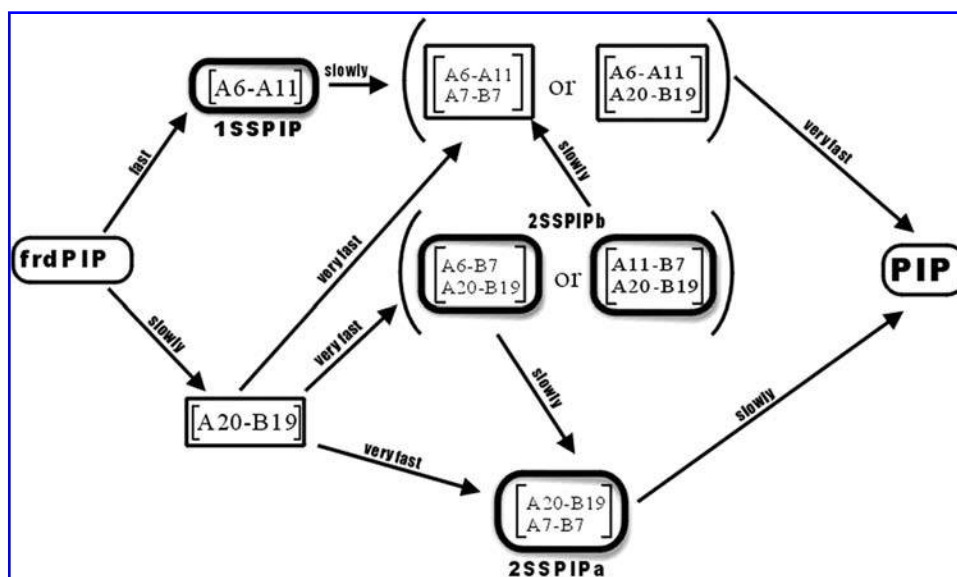 [A6-A11]
1SSPIP
slowly
A6-A11
A7-B7
or
A6-A11
A20-B19
fast
very fast
slowly
2SSPIPb
very fast
frdPIP
A6-B7
A20-B19
or
A11-B7
A20-B19
PIP
slowly
very fast
slowly
slowly
[A20-B19]
very fast
A20-B19
A7-B7
2SSPIPa